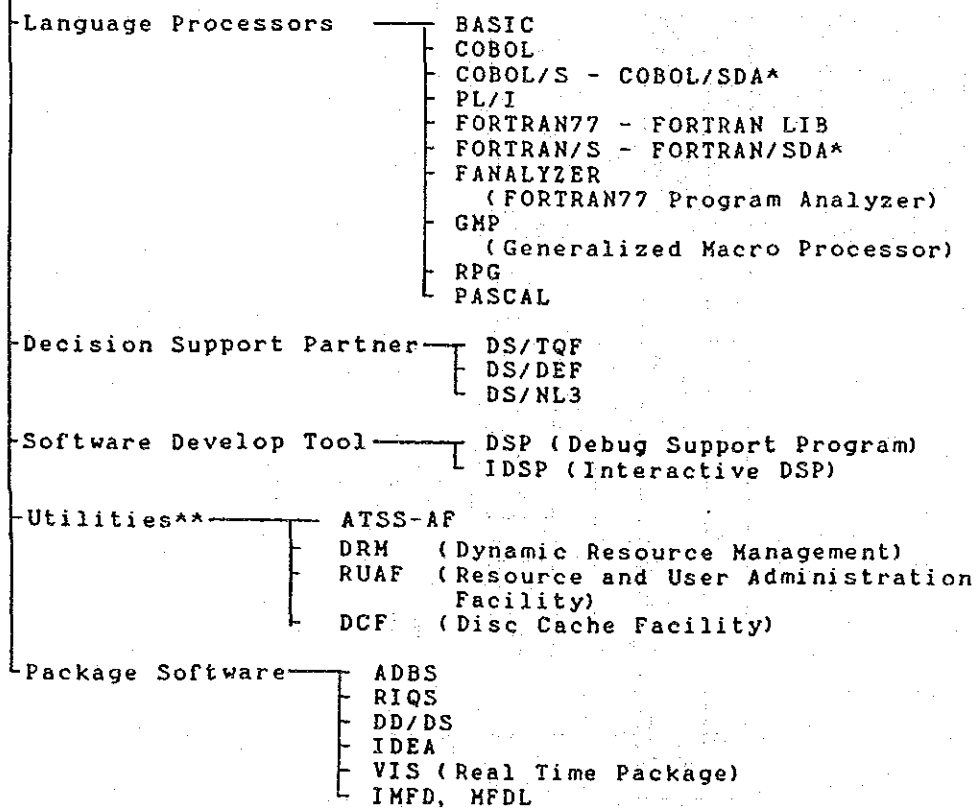 Language Processors BASIC
COBOL
COBOL/S - COBOL/SDA*
PL/I
FORTRAN77 - FORTRAN LIB
FORTRAN/S - FORTRAN/SDA*
FANALYZER
(FORTRAN77 Program Analyzer)
GMP
(Generalized Macro Processor)
RPG
PASCAL
Decision Support Partner DS/TQF
DS/DEF
DS/NL3
Software Develop Tool DSP (Debug Support Program)
IDSP (Interactive DSP)
Utilities** ATSS-AF
DRM (Dynamic Resource Management)
RUAF (Resource and User Administration
Facility)
DCF (Disc Cache Facility)
Package Software ADBS
RIQS
DD/DS
IDEA
VIS (Real Time Package)
IMFD, MFDL